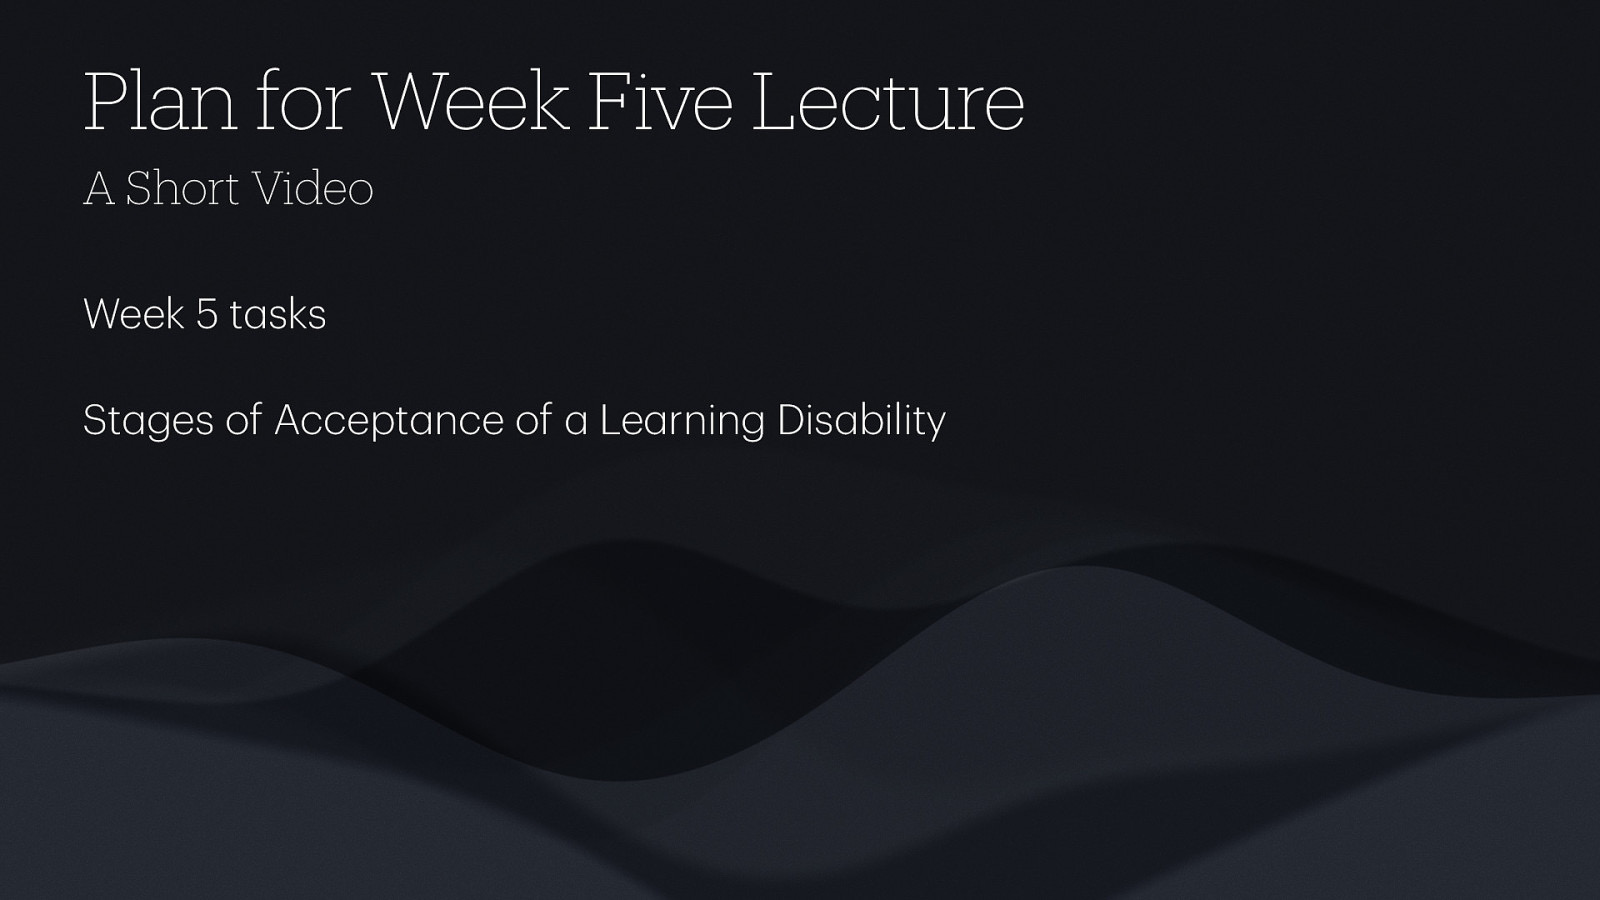 Plan for Week Five Lecture
A Short Video
Week 5 tasks
Stages of Acceptance of a Learning Disability